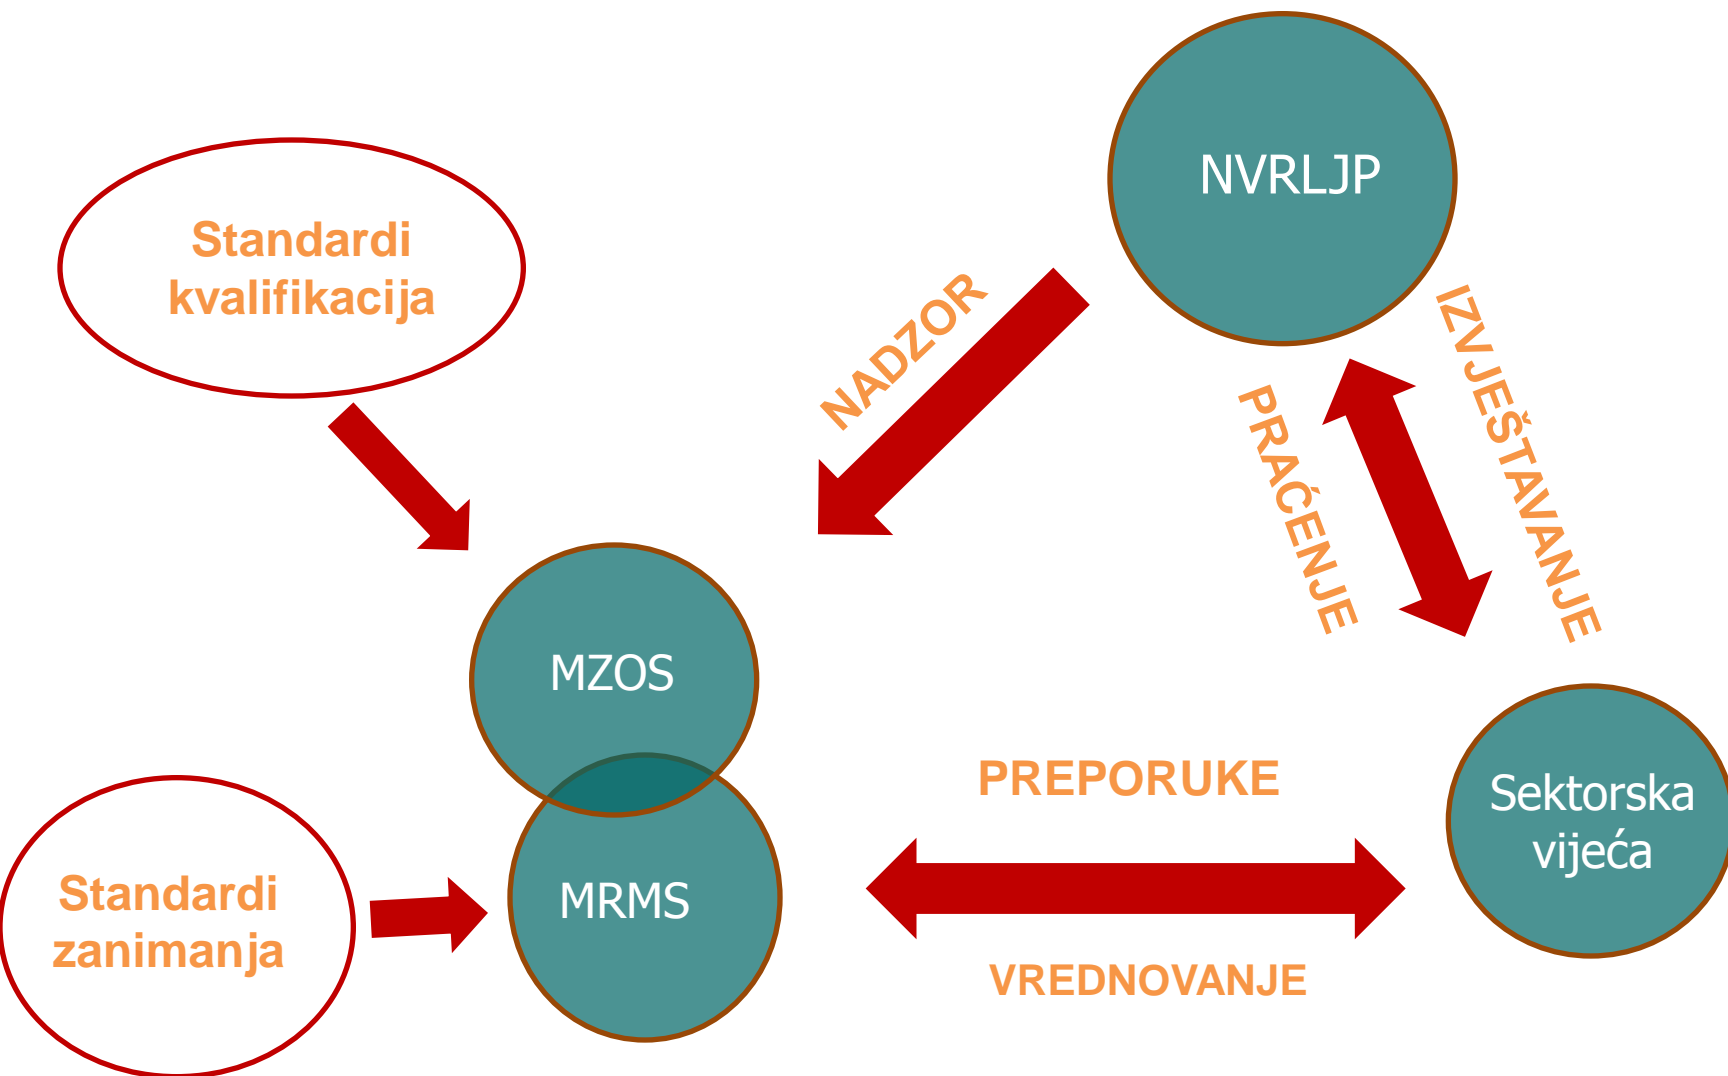 NVRLJP
Standardi
kvalifikacija
NADZOR
IZVJEŠTAVANJE
PRAĆENJE
MZOS
PREPORUKE
Sektorska
vijeća
Standardi
zanimanja
MRMS
VREDNOVANJE